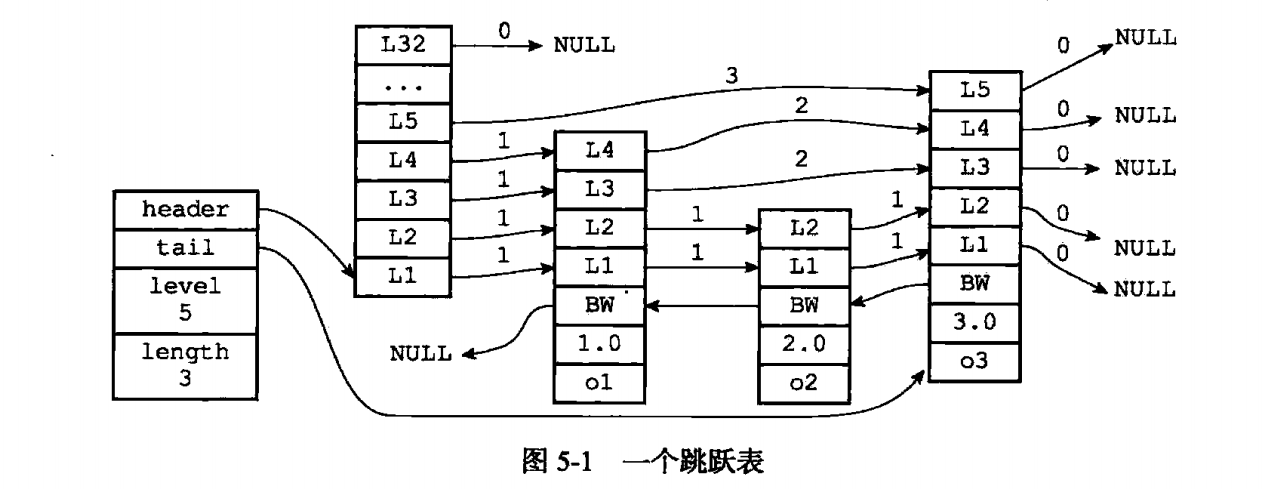 L32
0
NULL
...
L5
3
L5
0
NULL
L4
1
L4
2
L4
0
NULL
L3
1
L3
2
L3
0
NULL
L2
1
L2
1
L2
1
L2
0
NULL
L1
1
L1
1
L1
1
L1
0
NULL
header
tail
level
5
length
3
NULL
BW
1.0
o1
BW
2.0
o2
BW
3.0
o3
图 5-1 一个跳跃表